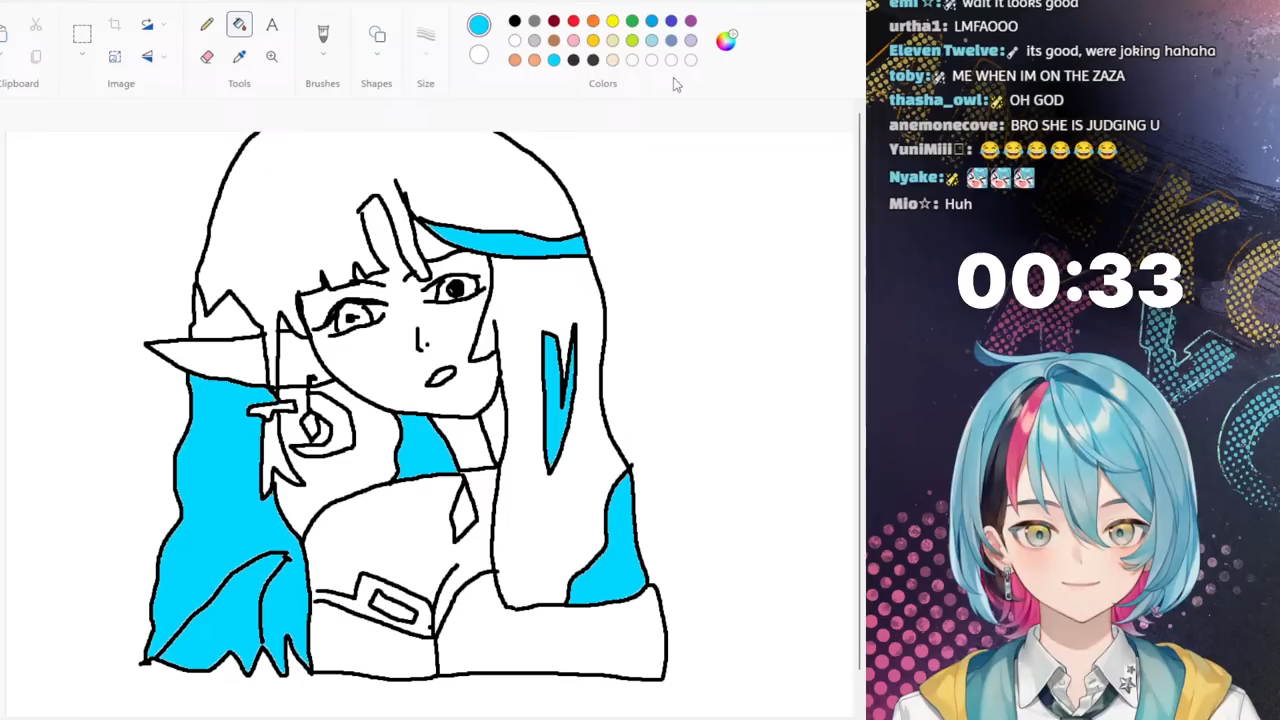 Clipboard
Image
Tools
Brushes
Shapes
Size
Colors
emi☆: wait it looks good
urtha1: LMFAOOO
Eleven Twelve: its good, were joking hahaha
toby: ME WHEN IM ON THE ZAZA
thasha_owl: OH GOD
anemonecove: BRO SHE IS JUDGING U
YuniMiii: 😂😂😂😂😂😂
Nyake:
Mio☆: Huh
00:33